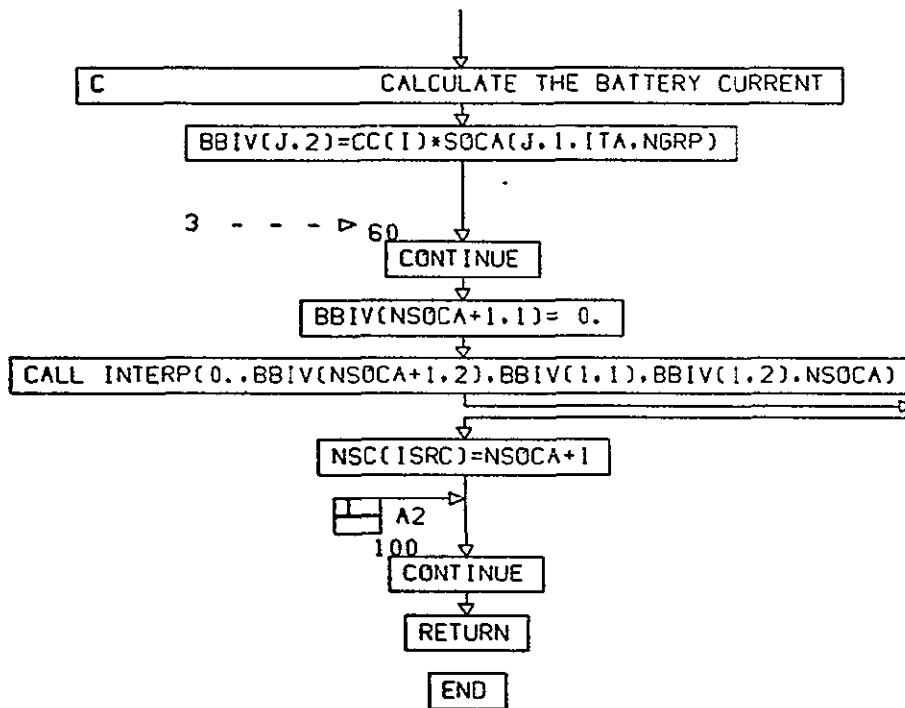 C CALCULATE THE BATTERY CURRENT
BBIV(J.2)=CC(I)*SOCA(J.1.ITA.NGRP)
3 - - -
60
CONTINUE
BBIV(NSOCA+1.1)= 0.
CALL INTERP(0..BBIV(NSOCA+1.2).BBIV(1.1).BBIV(1.2).NSOCA)
NSC(ISRC)=NSOCA+1
A2
100
CONTINUE
RETURN
END